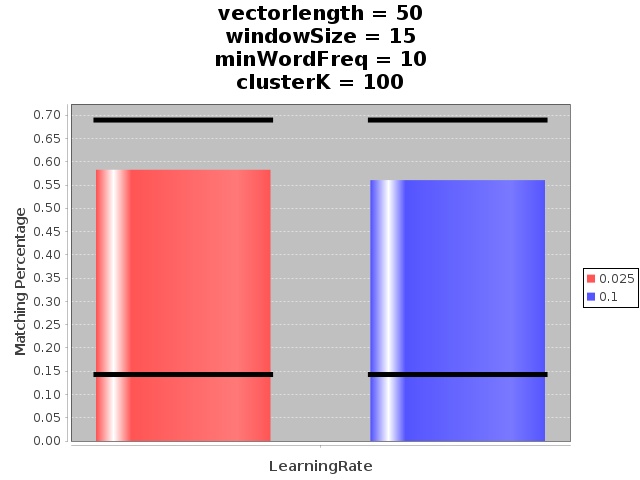 vectorlength = 50
windowSize = 15
minWordFreq = 10
clusterK = 100
Matching Percentage
0.70
0.65
0.60
0.55
0.50
0.45
0.40
0.35
0.30
0.25
0.20
0.15
0.10
0.05
0.00
LearningRate
0.025
0.1